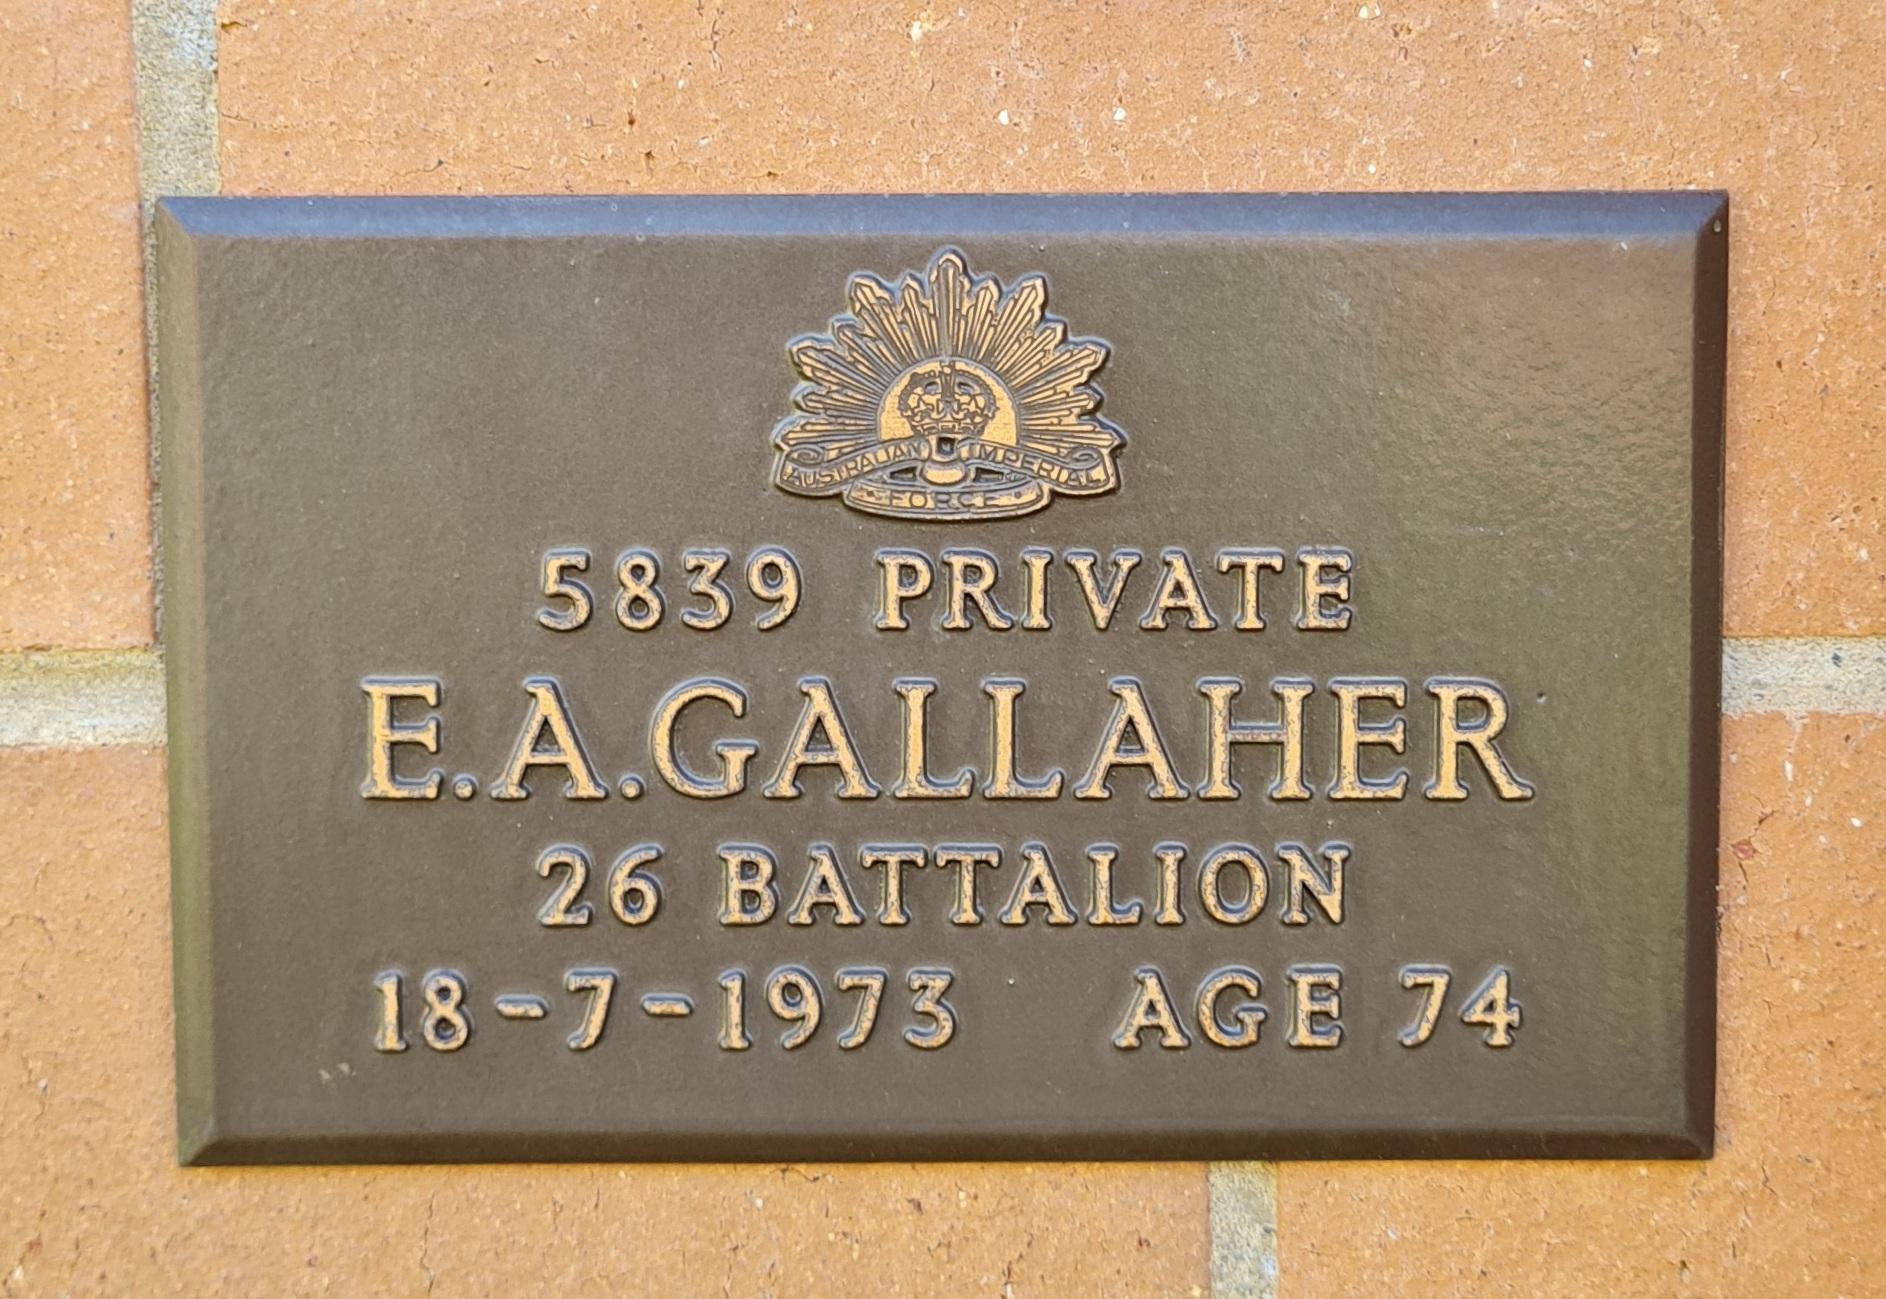 AUSTRALIAN IMPERIAL
FORCE
5839 PRIVATE
E.A.GALLAHER
26 BATTALION
18-7-1973 AGE 74